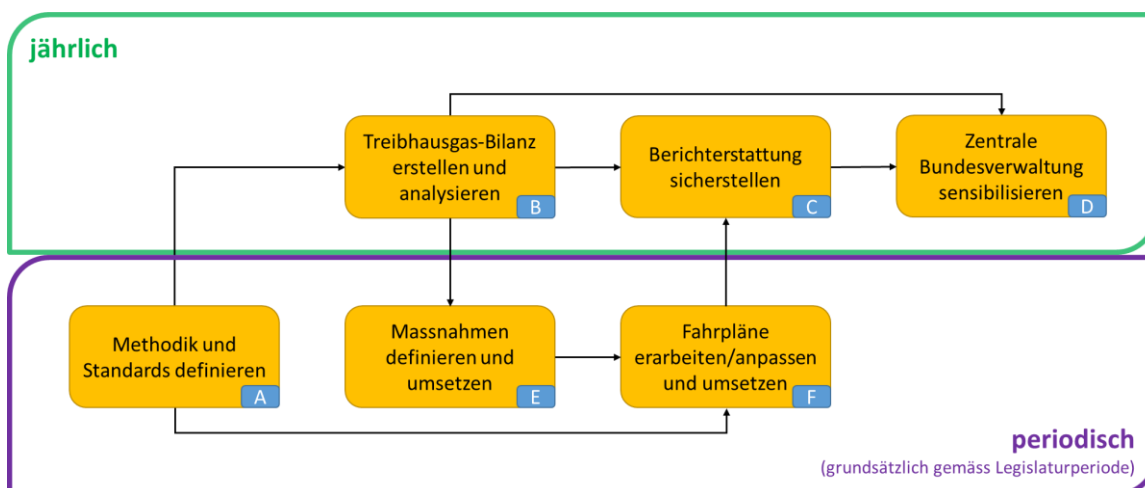 jährlich
Treibhausgas-Bilanz
erstellen und
analysieren
B
Berichterstattung
sicherstellen
C
Zentrale
Bundesverwaltung
sensibilisieren
D
Methodik und
Standards definieren
A
Massnahmen
definieren und
umsetzen
E
Fahrpläne
erarbeiten/anpassen
und umsetzen
F
periodisch
(grundsätzlich gemäss Legislaturperiode)